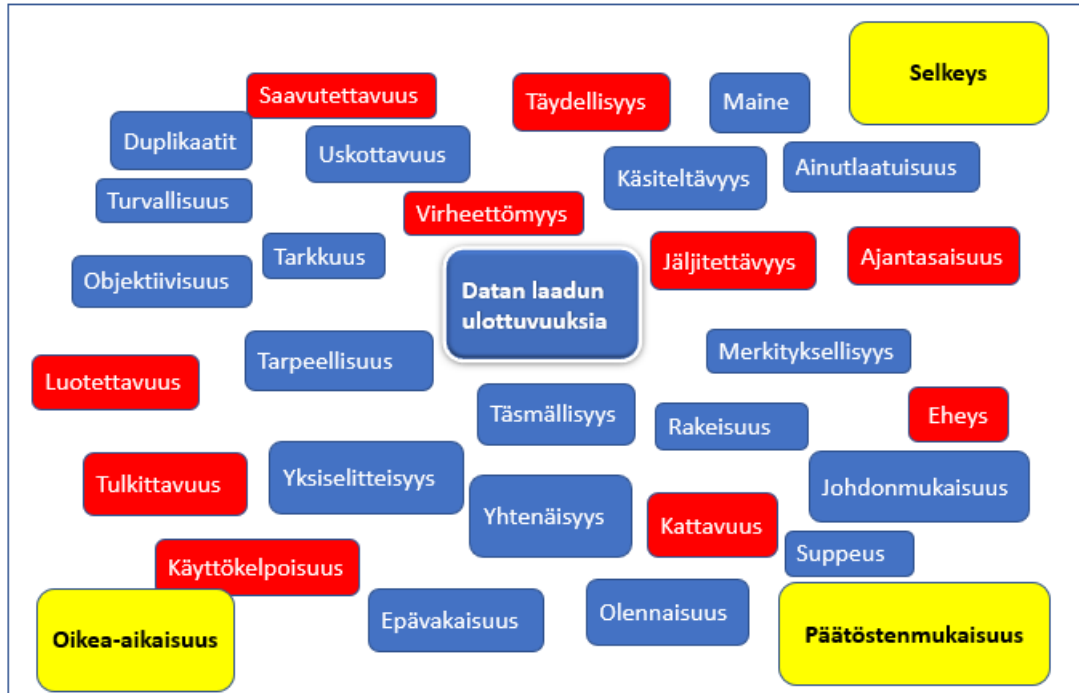 Selkeys
Saavutettavuus
Täydellisyys
Maine
Duplikaatit
Uskottavuus
Käsiteltävyys
Ainutlaatuisuus
Turvallisuus
Virheettömyys
Tarkkuus
Jäljitettävyys
Ajantasaisuus
Objektiivisuus
Datan laadun
ulottuvuuksia
Tarpeellisuus
Merkityksellisyys
Luotettavuus
Täsmällisyys
Rakeisuus
Eheys
Tulkittavuus
Yksiselitteisyys
Yhtenäisyys
Kattavuus
Johdonmukaisuus
Suppeus
Käyttökelpoisuus
Oikea-aikaisuus
Epävakaisuus
Olennaisuus
Päätöstenmukaisuus